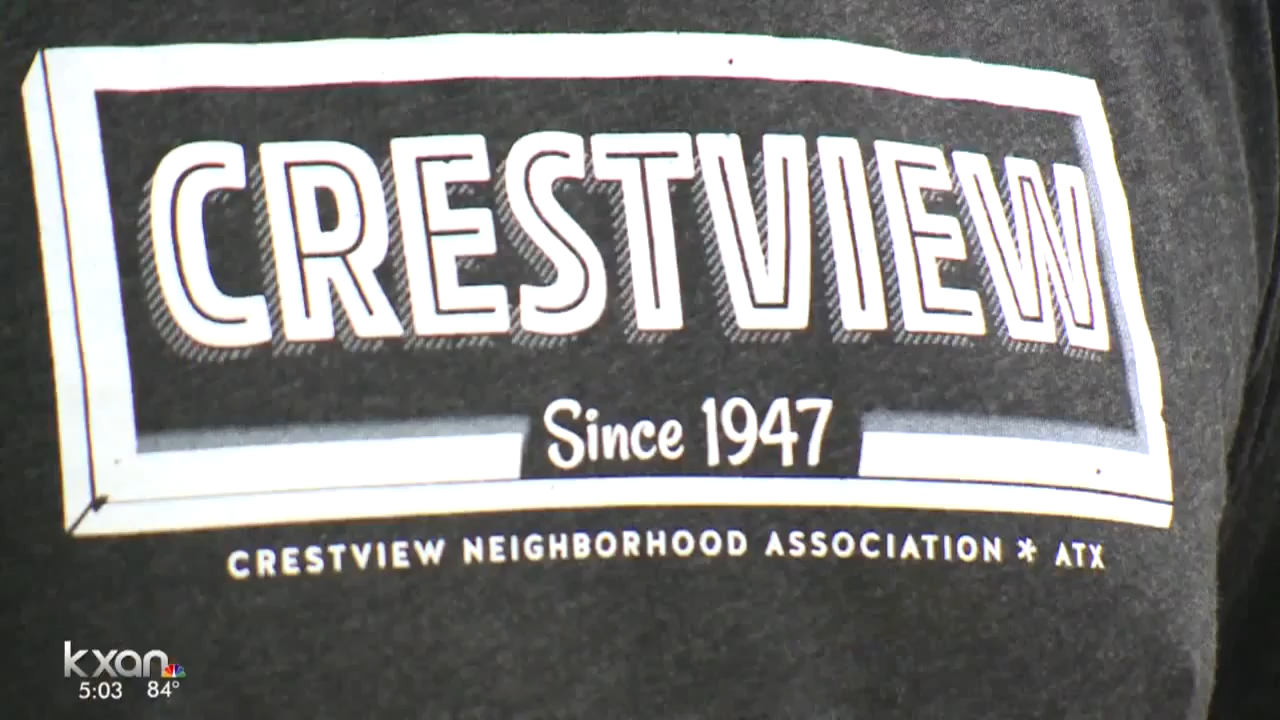 CRESTVIEW
Since 1947
CRESTVIEW NEIGHBORHOOD ASSOCIATION * ATX
kxan
5:03 84°